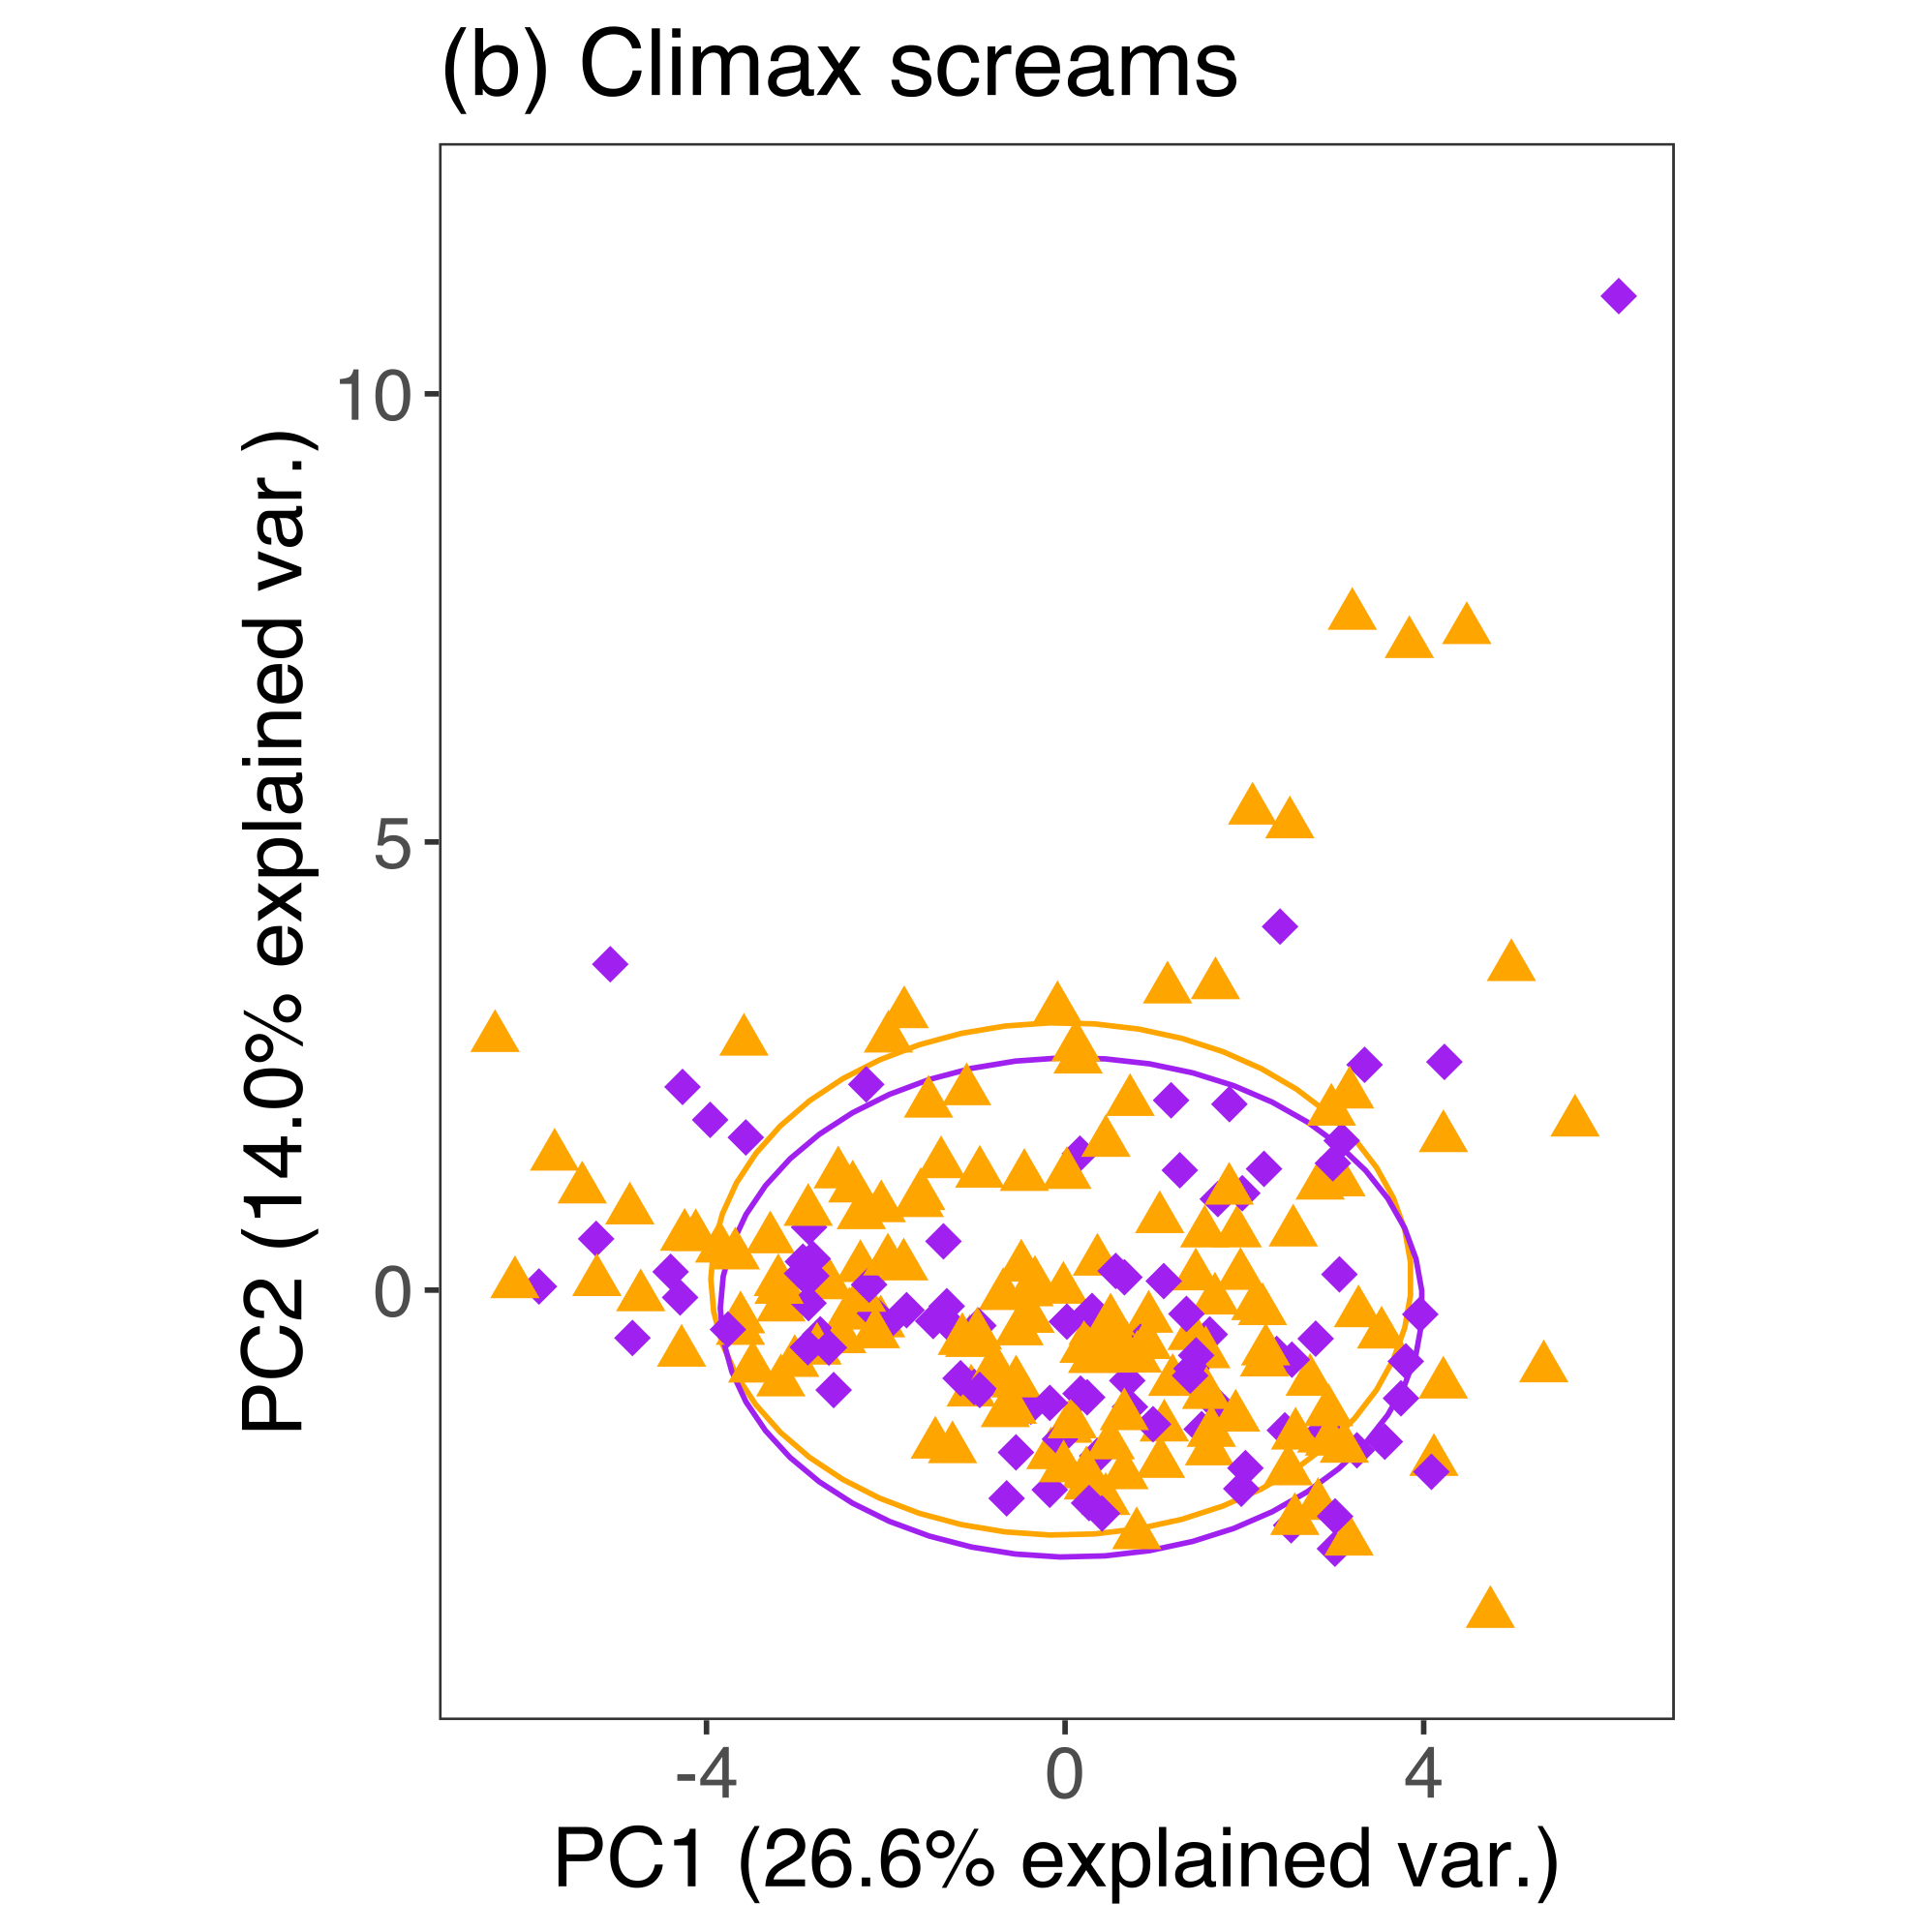 (b) Climax screams
PC2 (14.0% explained var.)
10
5
0
-4
0
4
PC1 (26.6% explained var.)